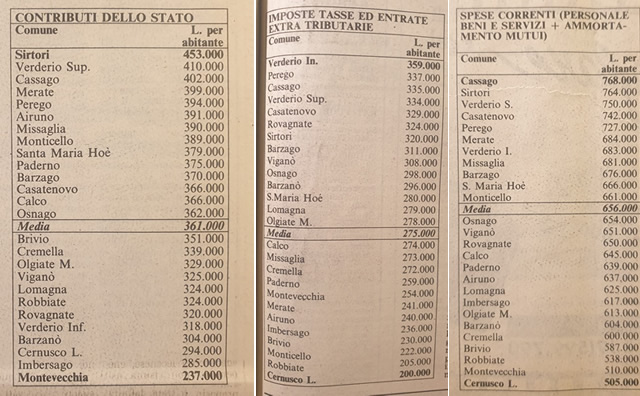 CONTRIBUTI DELLO STATO
Comune L. per
abitante
Sirtori 453.000
Verderio Sup. 410.000
Cassago 402.000
Merate 399.000
Perego 394.000
Airuno 391.000
Missaglia 390.000
Monticello 389.000
Santa Maria Hoè 379.000
Paderno 375.000
Barzago 370.000
Casatenovo 366.000
Calco 366.000
Osnago 362.000
Media 361.000
Brivio 351.000
Cremella 339.000
Olgiate M. 329.000
Viganò 325.000
Lomagna 324.000
Robbiate 324.000
Rovagnate 320.000
Verderio Inf. 318.000
Barzanò 304.000
Cernusco L. 294.000
Imbersago 285.000
Montevecchia 237.000
IMPOSTE TASSE ED ENTRATE
EXTRA TRIBUTARIE
Comune L. per
abitante
Verderio In. 359.000
Perego 337.000
Cassago 335.000
Verderio Sup. 334.000
Casatenovo 329.000
Rovagnate 324.000
Sirtori 320.000
Barzago 311.000
Viganò 308.000
Osnago 298.000
Barzanò 296.000
S.Maria Hoè 280.000
Lomagna 279.000
Olgiate M. 278.000
Media 275.000
Calco 274.000
Missaglia 273.000
Cremella 272.000
Paderno 259.000
Montevecchia 254.000
Merate 241.000
Airuno 240.000
Imbersago 236.000
Brivio 230.000
Monticello 222.000
Robbiate 205.000
Cernusco L. 200.000
SPESE CORRENTI (PERSONALE
BENI E SERVIZI + AMMORTA-
MENTO MUTUI)
Comune L. per
abitante
Cassago 768.000
Sirtori 764.000
Verderio S. 750.000
Casatenovo 742.000
Perego 727.000
Merate 684.000
Verderio I. 683.000
Missaglia 681.000
Barzago 676.000
S. Maria Hoè 666.000
Monticello 661.000
Media 656.000
Osnago 654.000
Viganò 651.000
Rovagnate 650.000
Calco 645.000
Paderno 639.000
Airuno 637.000
Lomagna 625.000
Imbersago 617.000
Olgiate M. 613.000
Barzanò 604.000
Cremella 600.000
Brivio 587.000
Robbiate 538.000
Montevecchia 510.000
Cernusco L. 505.000